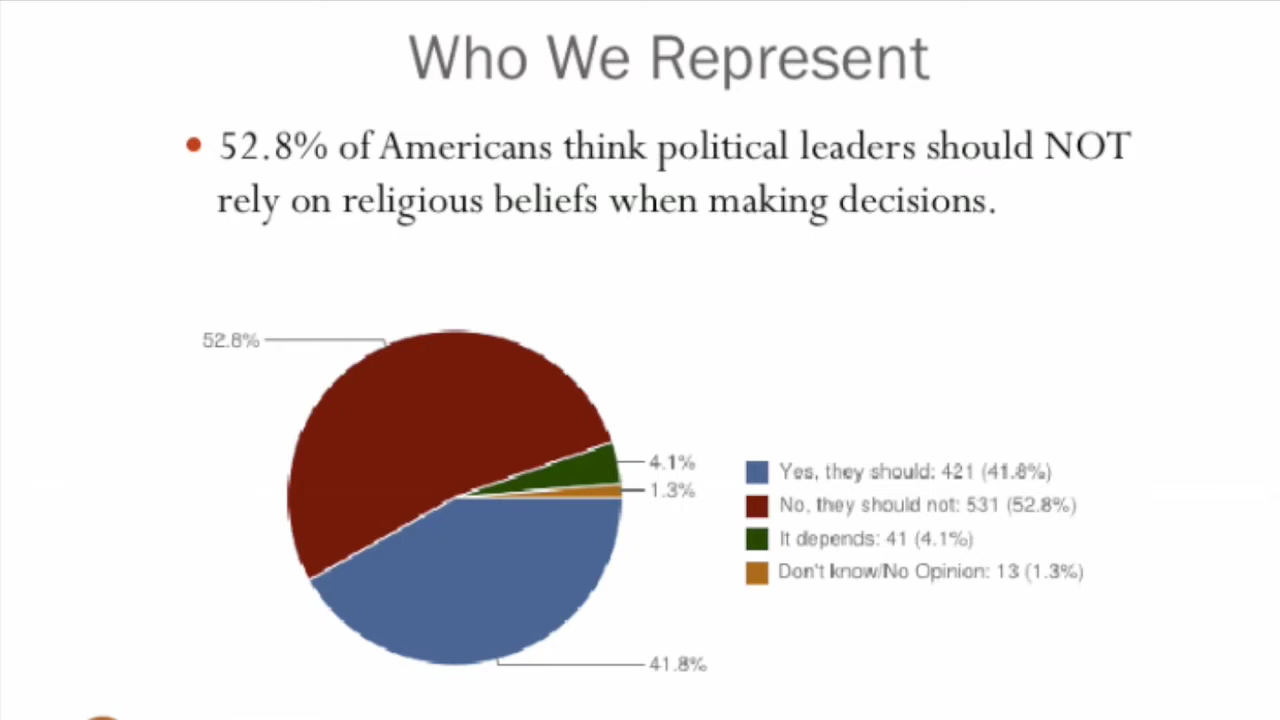 Who We Represent
• 52.8% of Americans think political leaders should NOT
rely on religious beliefs when making decisions.
52.8%
4.1%
1.3%
41.8%
Yes, they should: 421 (41.8%)
No, they should not: 531 (52.8%)
It depends: 41 (4.1%)
Don't know/No Opinion: 13 (1.3%)